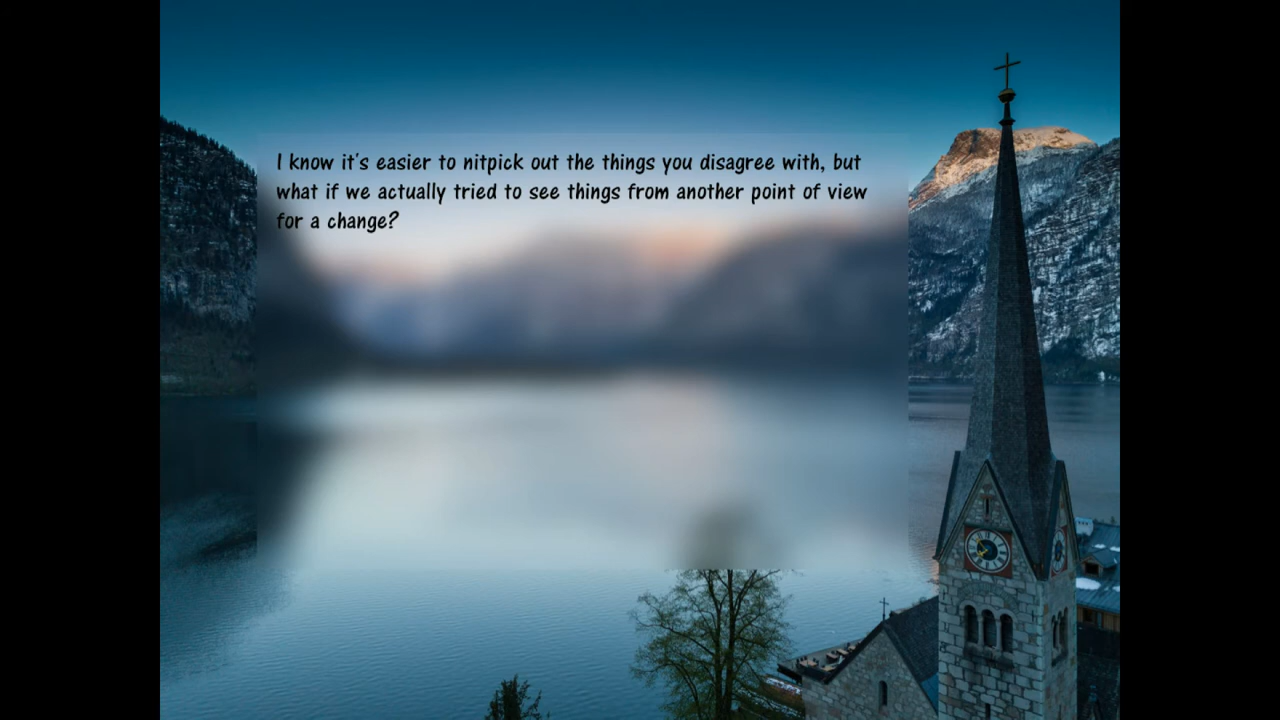 I know it's easier to nitpick out the things you disagree with, but
what if we actually tried to see things from another point of view
for a change?